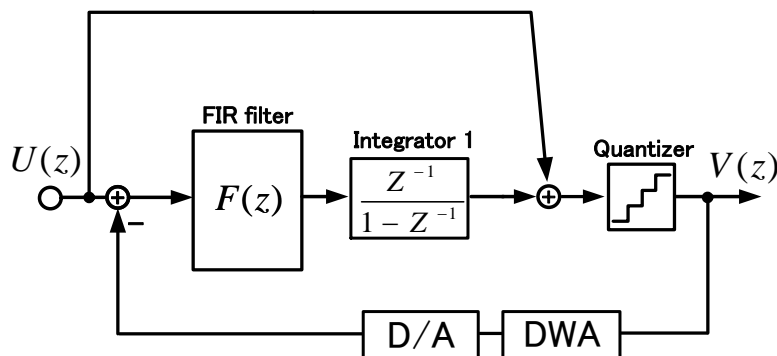 FIR filter
Integrator 1
Quantizer
U(z)
V(z)
F(z)
Z⁻¹
1 − Z⁻¹
+
−
+
D/A
DWA